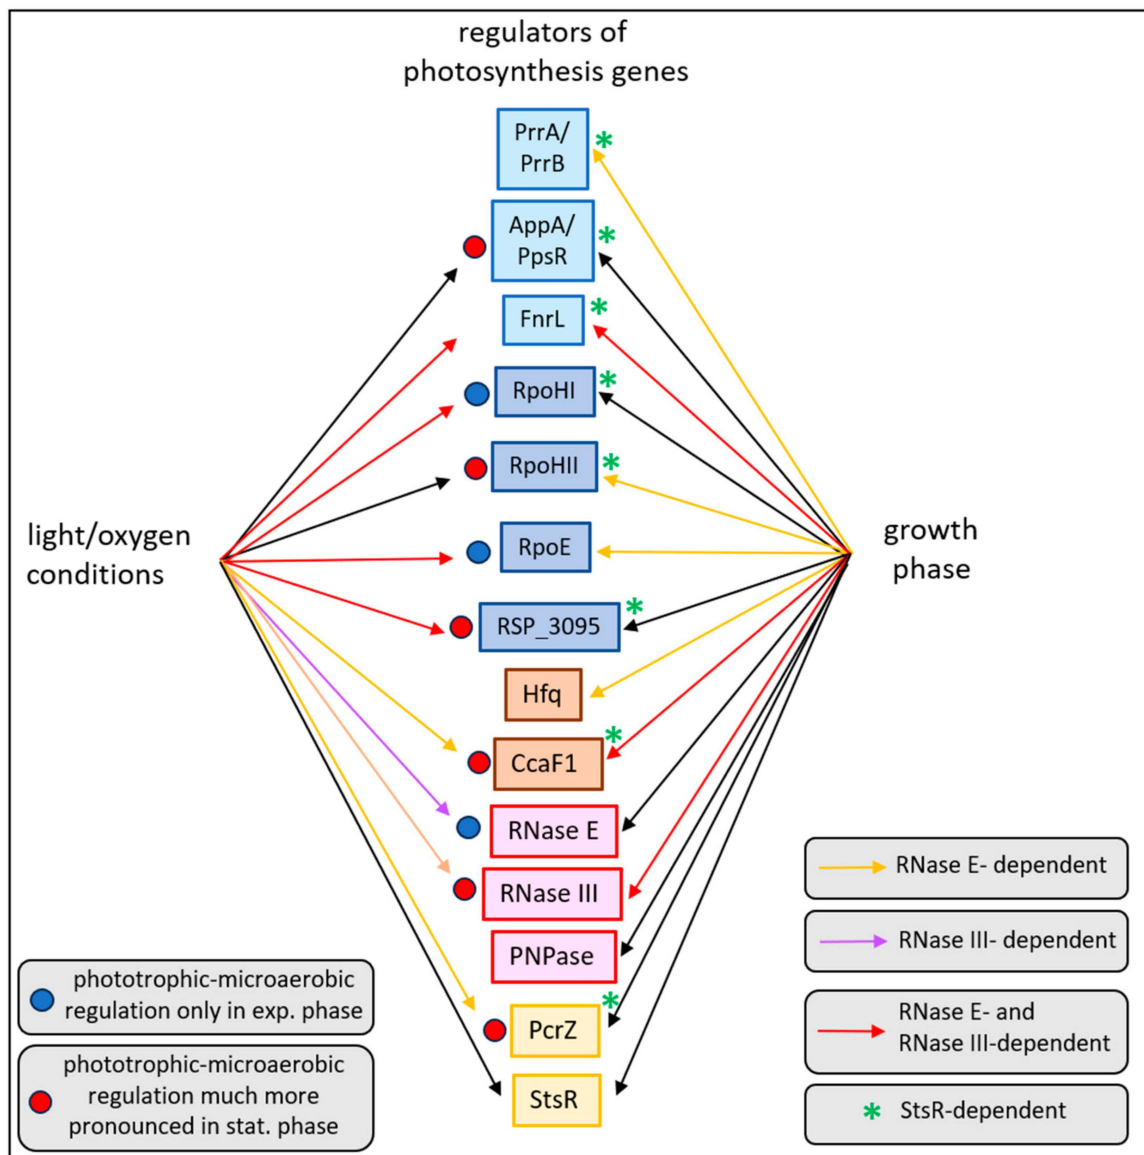 regulators of
photosynthesis genes
PrrA/
PrrB
*
AppA/
PpsR
*
FnrL
*
RpoHI
*
RpoHII
*
light/oxygen
conditions
RpoE
growth
phase
RSP_3095
*
Hfq
CcaF1
*
RNase E
RNase III
PNPase
PcrZ
*
StsR
phototrophic-microaerobic
regulation only in exp. phase
phototrophic-microaerobic
regulation much more
pronounced in stat. phase
RNase E- dependent
RNase III- dependent
RNase E- and
RNase III-dependent
* StsR-dependent